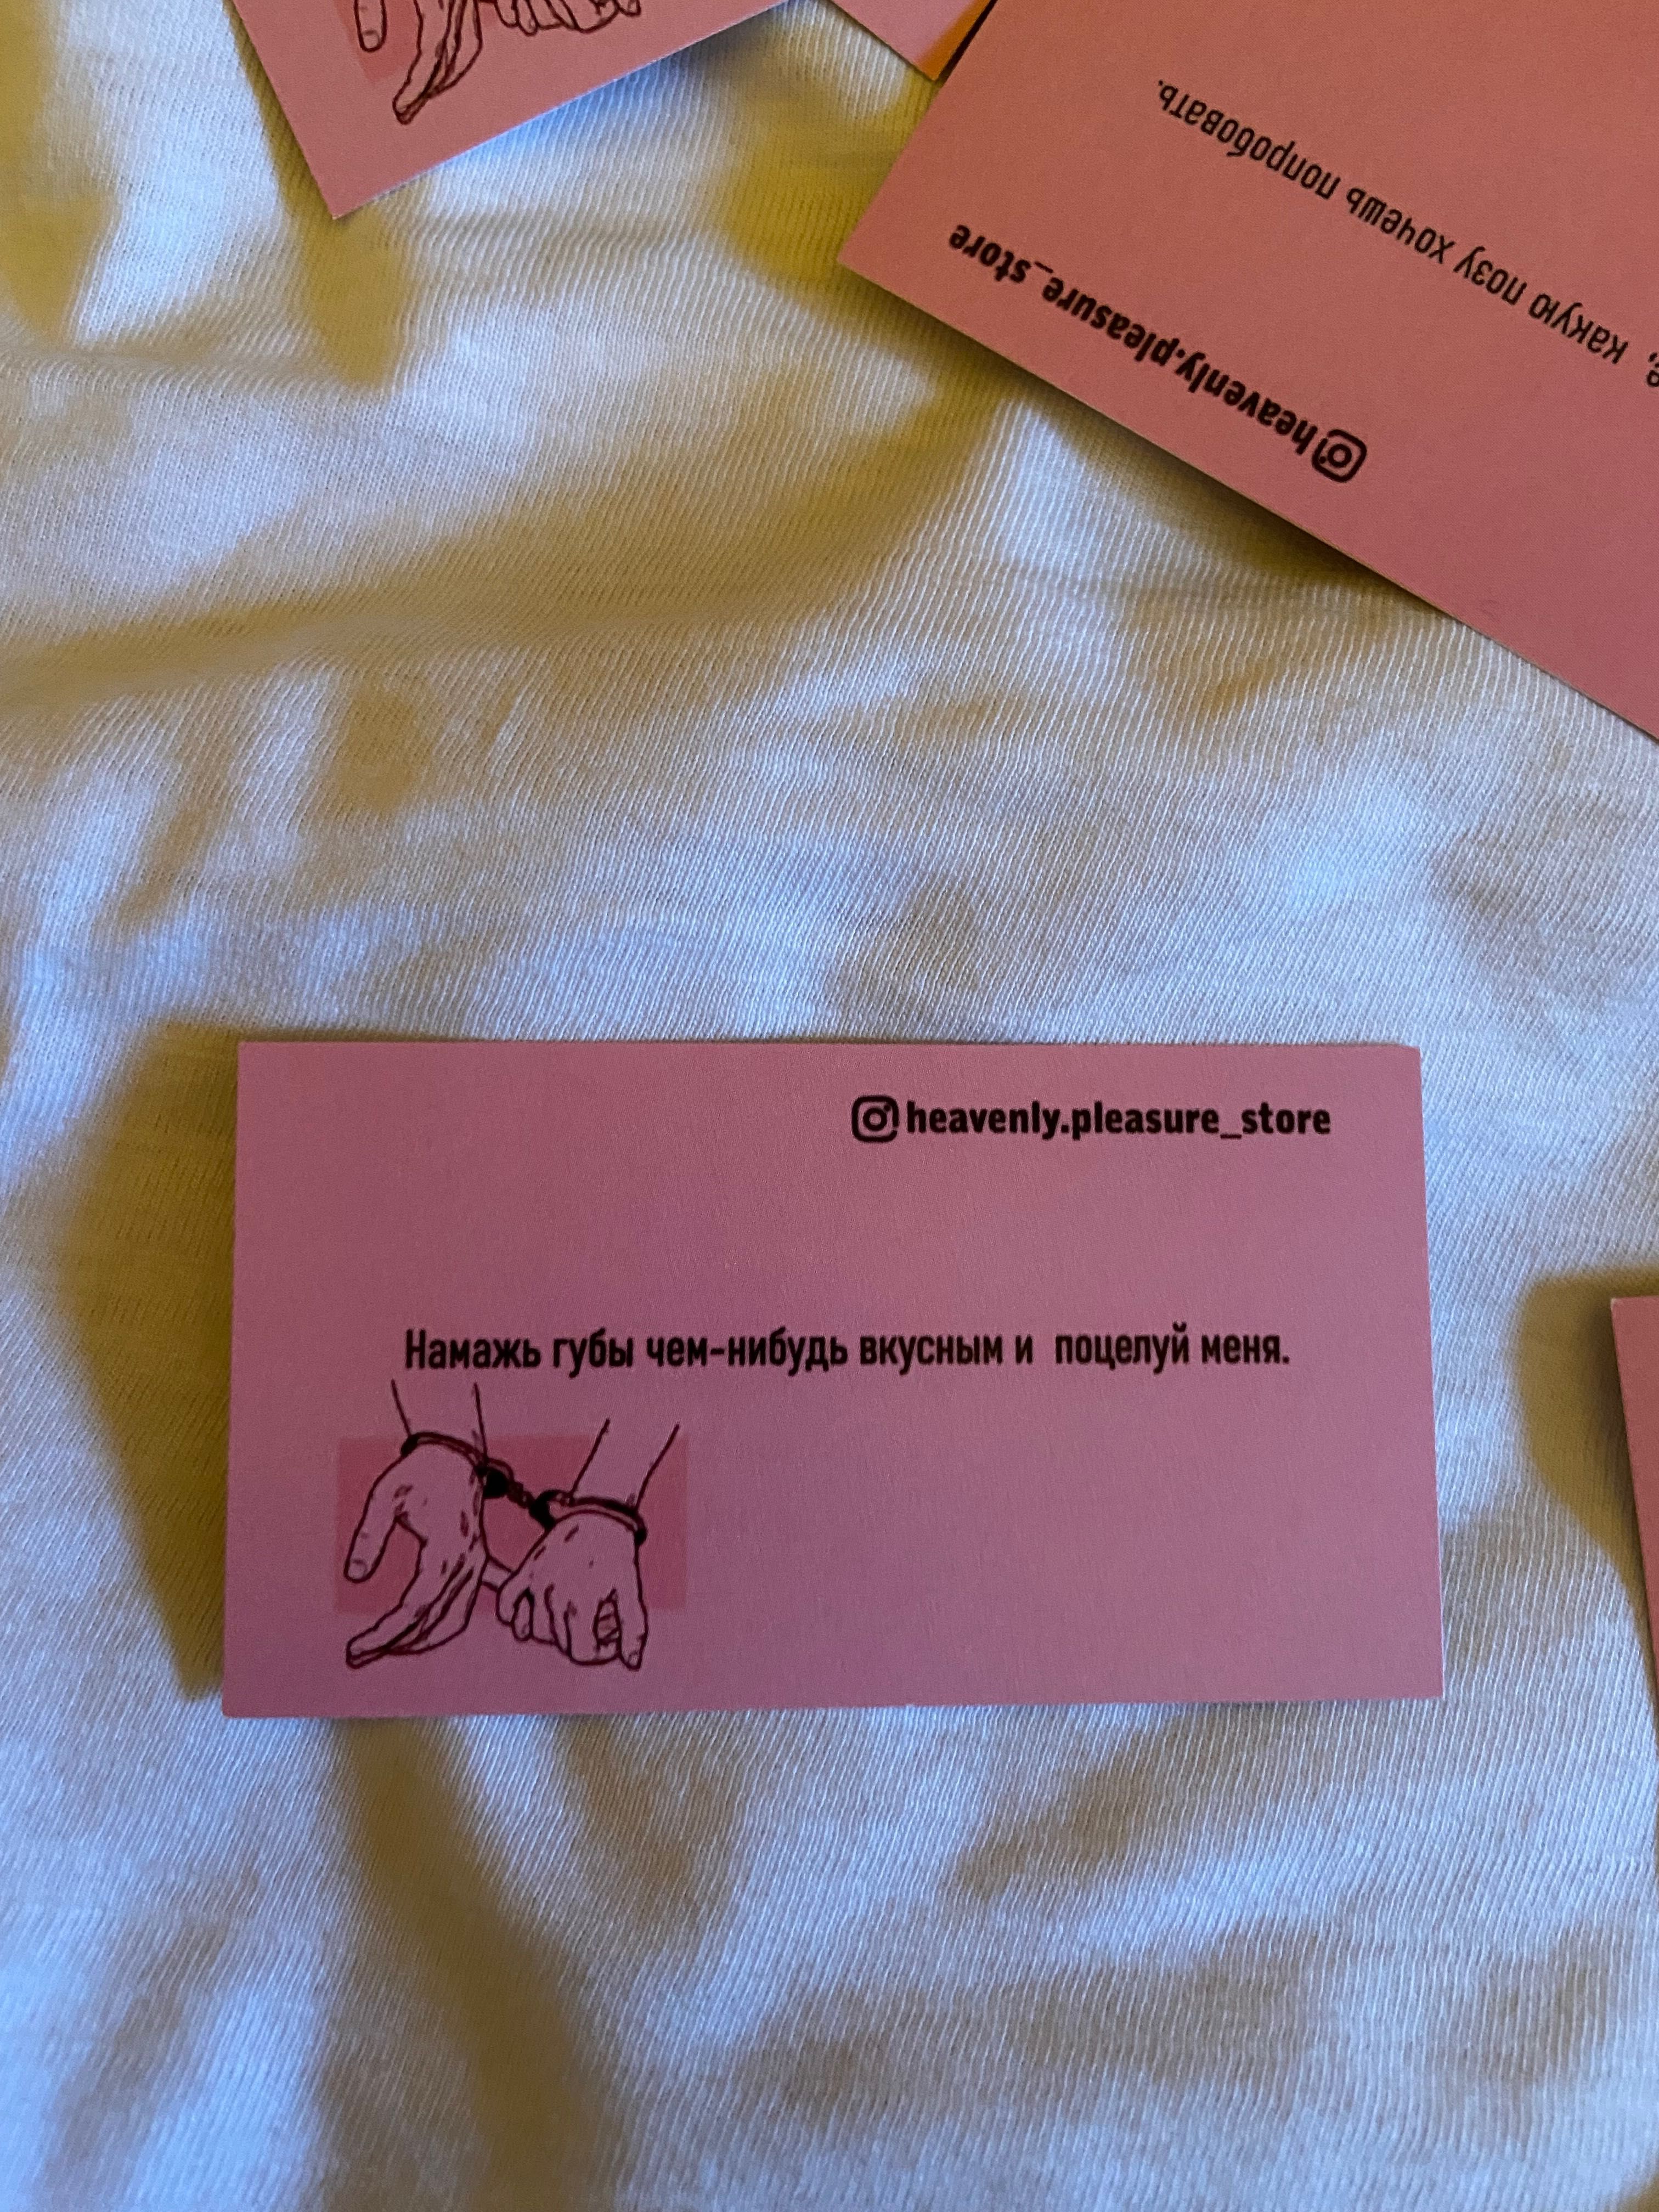 какую позу хочешь попробовать.
heavenly.pleasure_store
heavenly.pleasure_store
Намажь губы чем-нибудь вкусным и поцелуй меня.